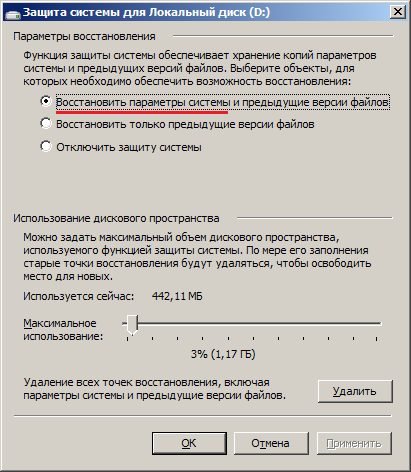 Защита системы для Локальный диск (D:)
Параметры восстановления
Функция защиты системы обеспечивает хранение копий параметров
системы и предыдущих версий файлов. Выберите объекты, для
которых необходимо обеспечить возможность восстановления:
Восстановить параметры системы и предыдущие версии файлов
Восстановить только предыдущие версии файлов
Отключить защиту системы
Использование дискового пространства
Можно задать максимальный объем дискового пространства,
используемого функцией защиты системы. По мере его заполнения
старые точки восстановления будут удаляться, чтобы освободить
место для новых.
Используется сейчас: 442,11 МБ
Максимальное
использование:
3% (1,17 ГБ)
Удаление всех точек восстановления, включая
параметры системы и предыдущие версии файлов.
Удалить
ОК
Отмена
Применить